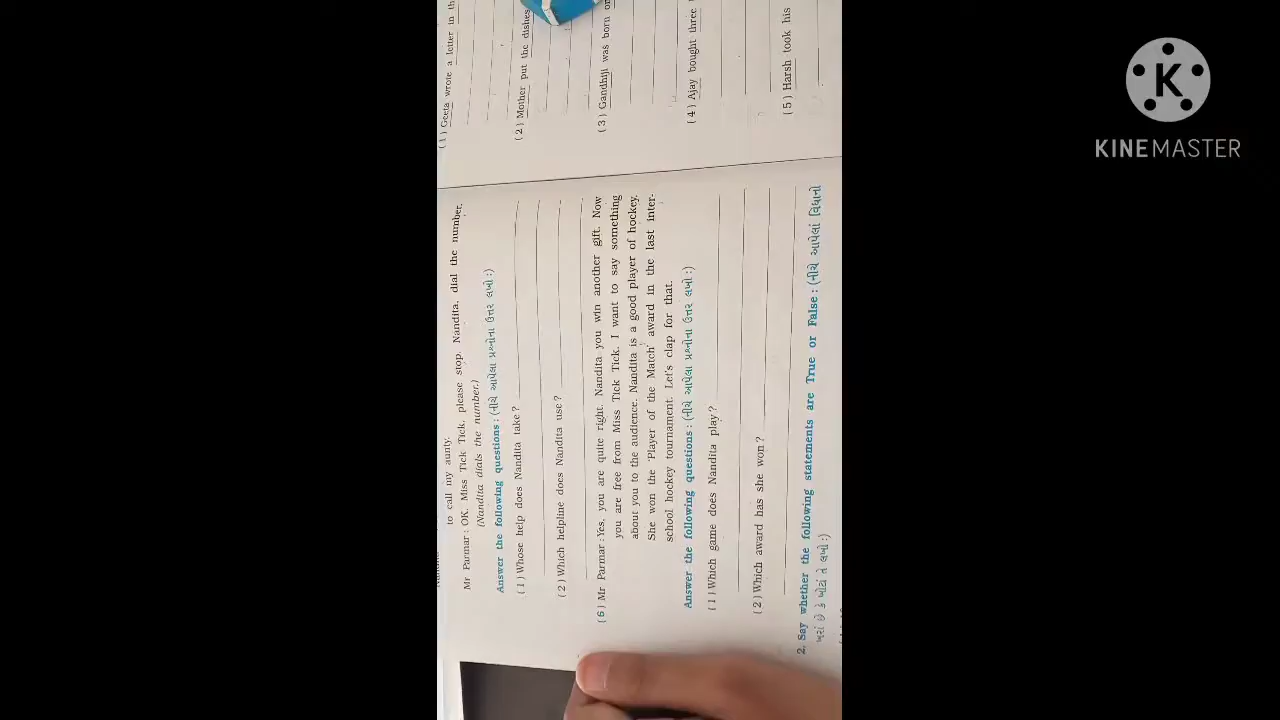 to call my aunty.
Mr Parmar : OK. Miss Tick Tick, please stop. Nandita, dial the number.
(Nandita dials the number.)
Answer the following questions : (નીચે આપેલા પ્રશ્નોના ઉત્તર લખો :)
( 1 ) Whose help does Nandita take ?
( 2 ) Which helpline does Nandita use ?
( 6 ) Mr Parmar : Yes, you are quite right. Nandita you win another gift. Now
you are free from Miss Tick Tick. I want to say something
about you to the audience. Nandita is a good player of hockey.
She won the 'Player of the Match' award in the last inter-
school hockey tournament. Let's clap for that.
Answer the following questions : (નીચે આપેલા પ્રશ્નોના ઉત્તર લખો :)
( 1 ) Which game does Nandita play ?
( 2 ) Which award has she won ?
2. Say whether the following statements are True or False : (નીચે આપેલાં વિધાનો
ખરાં છે કે ખોટાં તે લખો :)
( 1 ) Geeta wrote a letter in th
( 2 ) Mother put the dishes
( 3 ) Gandhiji was born on
( 4 ) Ajay bought three
( 5 ) Harsh took his
K
KINEMASTER